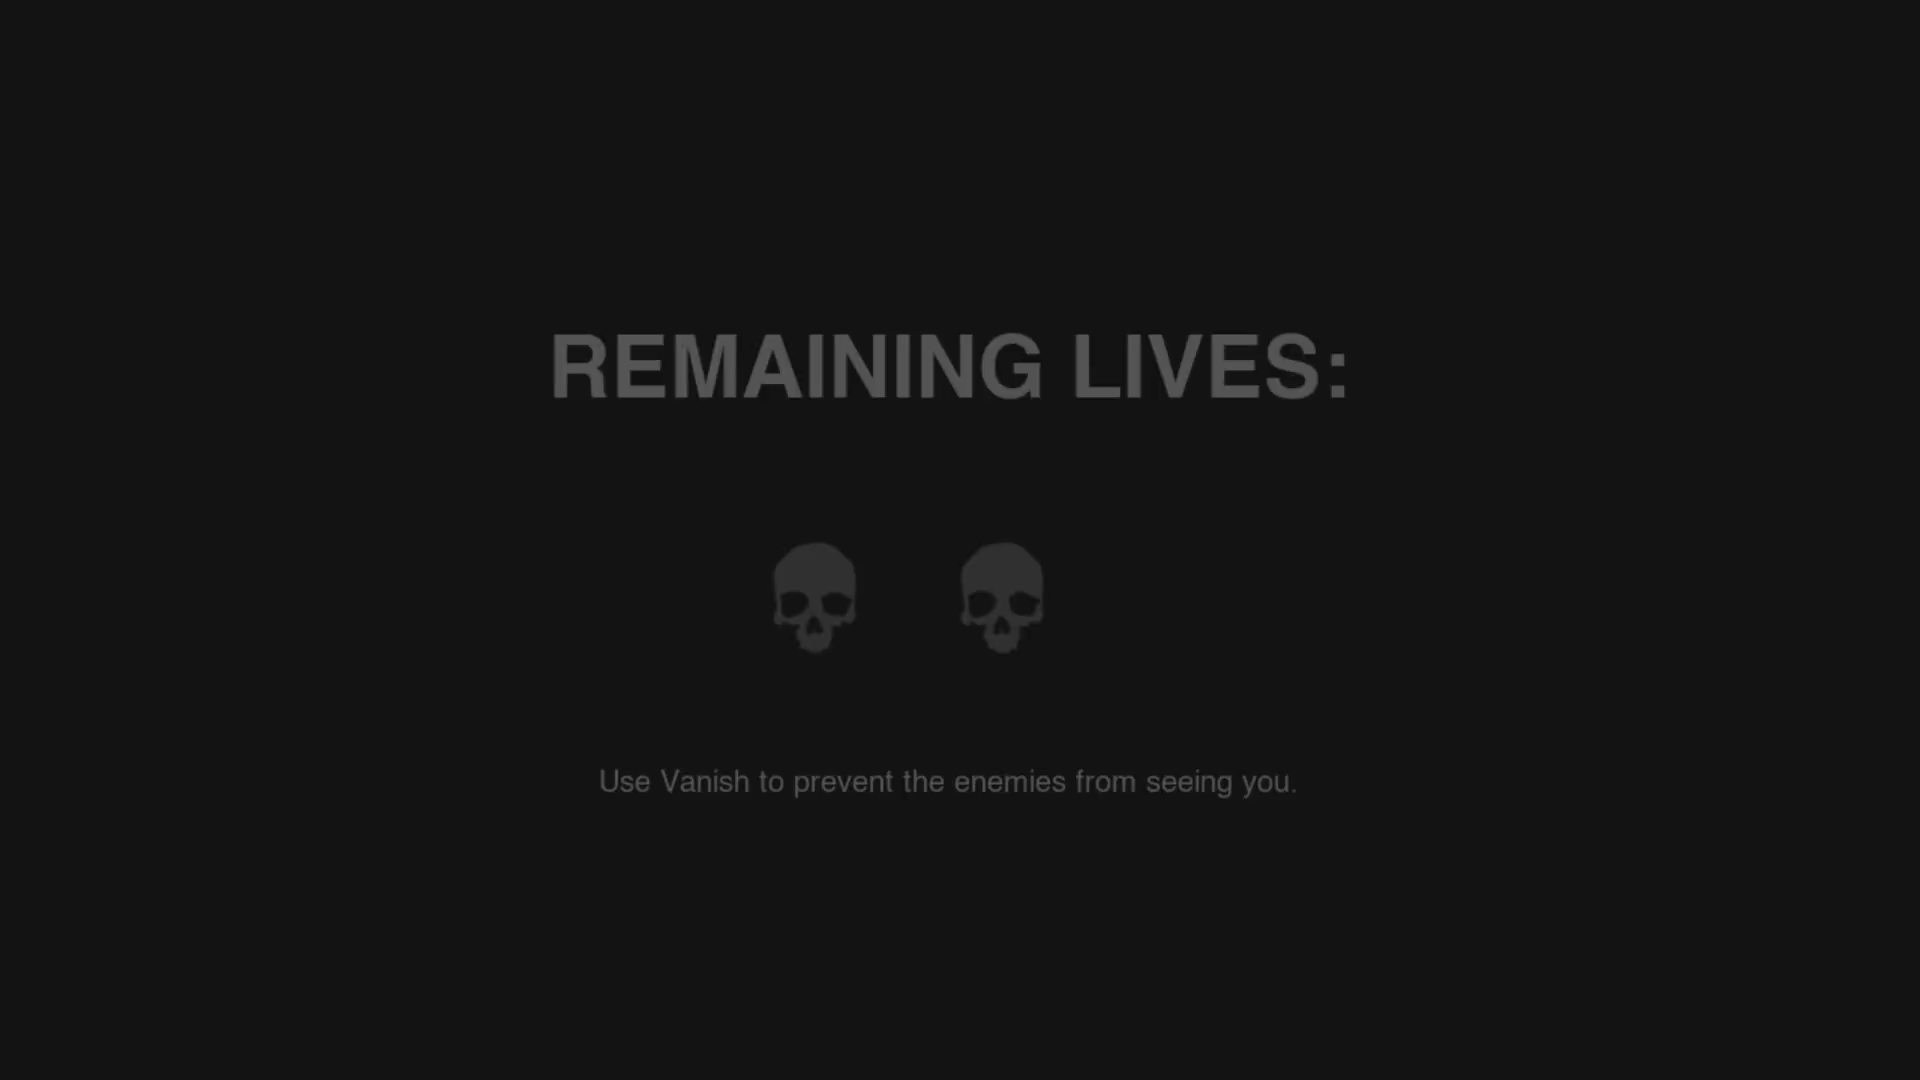 REMAINING LIVES:
Use Vanish to prevent the enemies from seeing you.